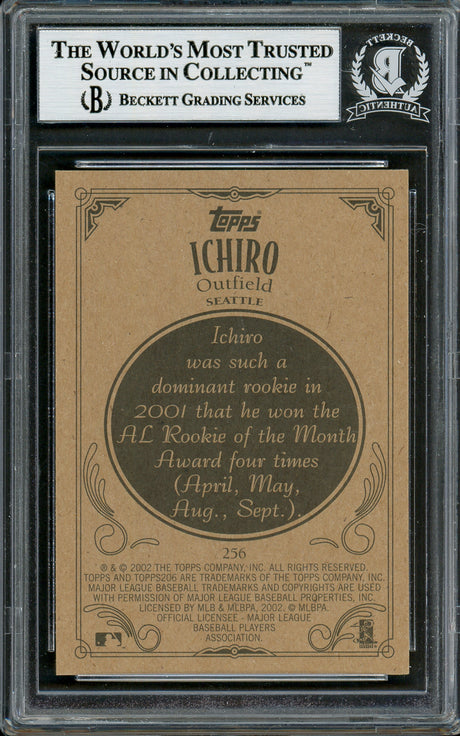 THE WORLD'S MOST TRUSTED
SOURCE IN COLLECTING™
B BECKETT GRADING SERVICES
BECKETT
B
AUTHENTIC
Topps®
ICHIRO
Outfield
SEATTLE
Ichiro
was such a
dominant rookie in
2001 that he won the
AL Rookie of the Month
Award four times
(April, May,
Aug., Sept.).
256
® & © 2002 THE TOPPS COMPANY, INC. ALL RIGHTS RESERVED.
TOPPS AND TOPPS206 ARE TRADEMARKS OF THE TOPPS COMPANY, INC.
MAJOR LEAGUE BASEBALL TRADEMARKS AND COPYRIGHTS ARE USED
WITH PERMISSION OF MAJOR LEAGUE BASEBALL PROPERTIES, INC.
LICENSED BY MLB & MLBPA, 2002. © MLBPA.
OFFICIAL LICENSEE - MAJOR LEAGUE
BASEBALL PLAYERS
ASSOCIATION.